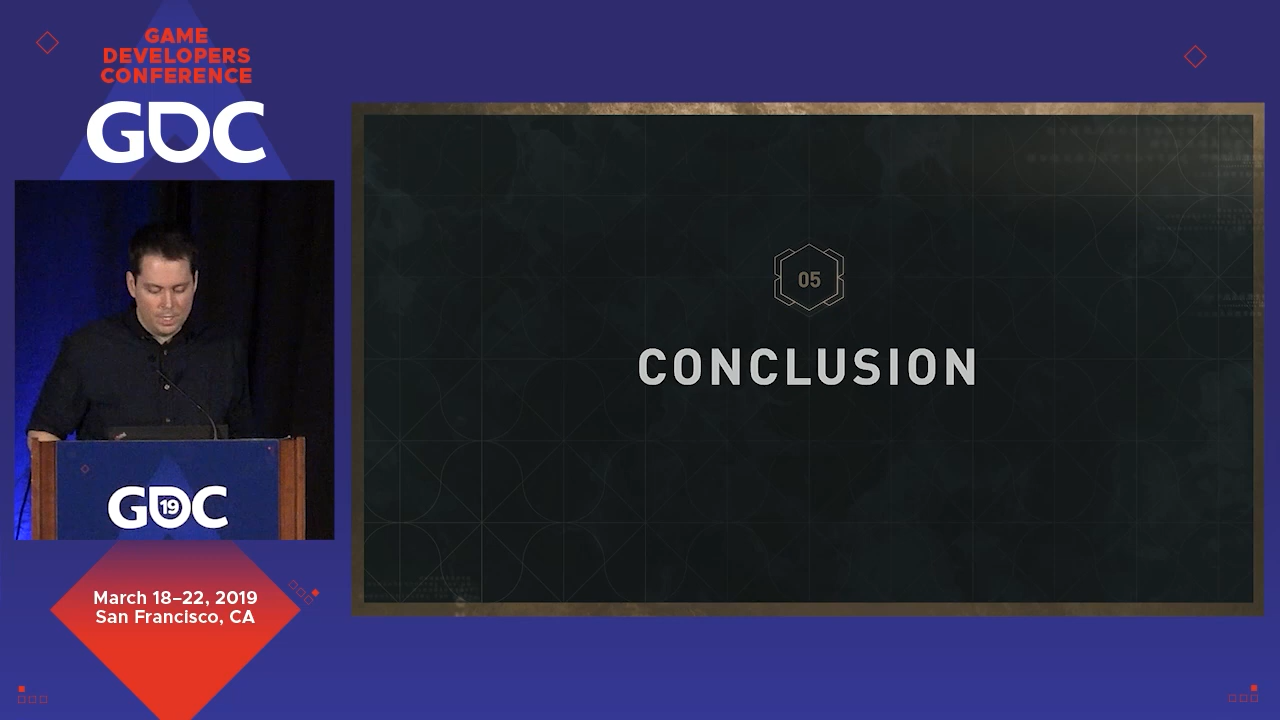 GAME
DEVELOPERS
CONFERENCE
GDC
05
CONCLUSION
GDC
19
March 18–22, 2019
San Francisco, CA